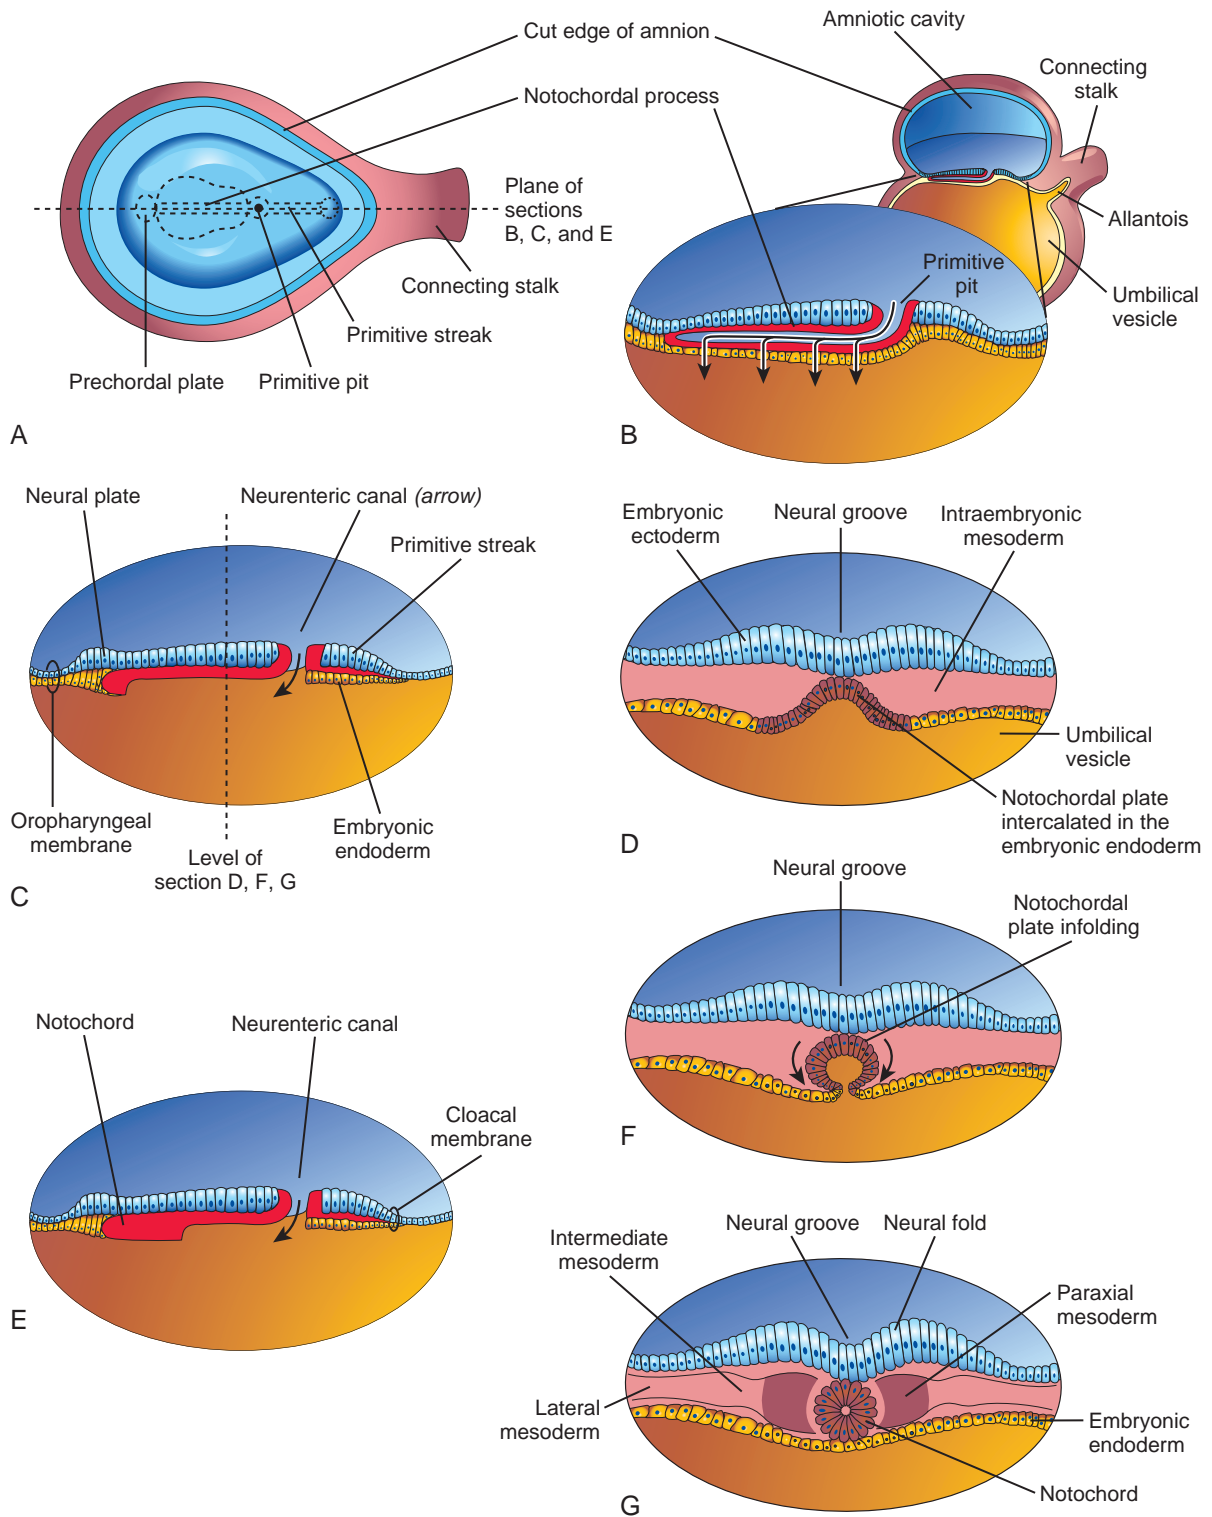 Cut edge of amnion
Notochordal process
Plane of
sections
B, C, and E
Connecting stalk
Primitive streak
Prechordal plate
Primitive pit
A
Amniotic cavity
Connecting
stalk
Allantois
Umbilical
vesicle
Primitive
pit
B
Neural plate
Neurenteric canal (arrow)
Primitive streak
Oropharyngeal
membrane
Level of
section D, F, G
Embryonic
endoderm
C
Embryonic
ectoderm
Neural groove
Intraembryonic
mesoderm
Umbilical
vesicle
Notochordal plate
intercalated in the
embryonic endoderm
D
Notochord
Neurenteric canal
Cloacal
membrane
E
Neural groove
Notochordal
plate infolding
F
Neural groove
Neural fold
Intermediate
mesoderm
Paraxial
mesoderm
Lateral
mesoderm
Embryonic
endoderm
Notochord
G